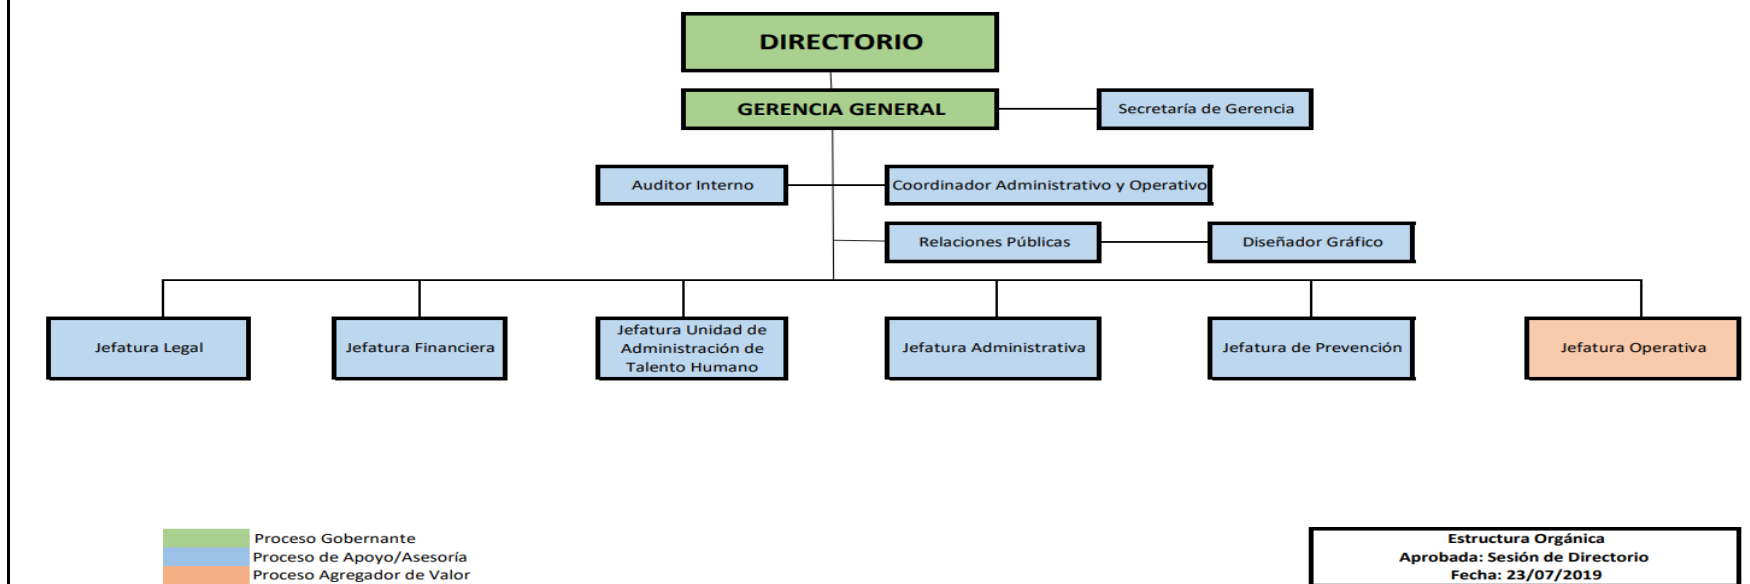 DIRECTORIO
GERENCIA GENERAL
Secretaría de Gerencia
Auditor Interno
Coordinador Administrativo y Operativo
Relaciones Públicas
Diseñador Gráfico
Jefatura Legal
Jefatura Financiera
Jefatura Unidad de
Administración de
Talento Humano
Jefatura Administrativa
Jefatura de Prevención
Jefatura Operativa
Proceso Gobernante
Proceso de Apoyo/Asesoría
Proceso Agregador de Valor
Estructura Orgánica
Aprobada: Sesión de Directorio
Fecha: 23/07/2019